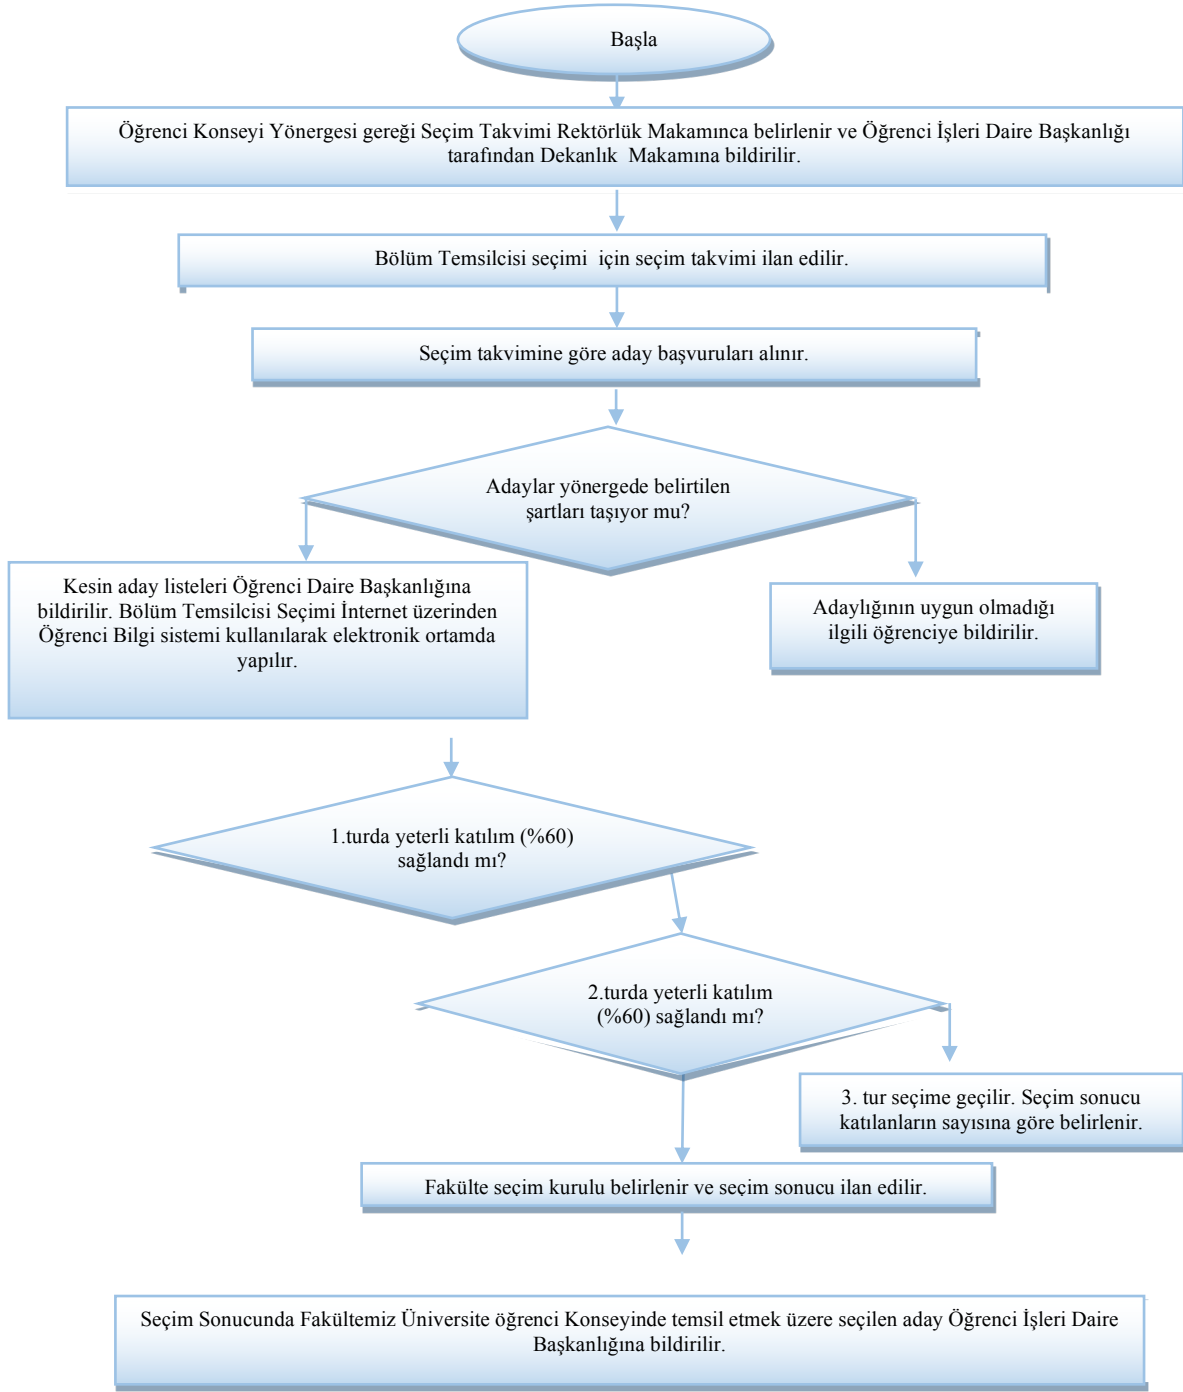 Başla
Öğrenci Konseyi Yönergesi gereği Seçim Takvimi Rektörlük Makamınca belirlenir ve Öğrenci İşleri Daire Başkanlığı
tarafından Dekanlık Makamına bildirilir.
Bölüm Temsilcisi seçimi için seçim takvimi ilan edilir.
Seçim takvimine göre aday başvuruları alınır.
Adaylar yönergede belirtilen
şartları taşıyor mu?
Kesin aday listeleri Öğrenci Daire Başkanlığına
bildirilir. Bölüm Temsilcisi Seçimi İnternet üzerinden
Öğrenci Bilgi sistemi kullanılarak elektronik ortamda
yapılır.
Adaylığının uygun olmadığı
ilgili öğrenciye bildirilir.
1.turda yeterli katılım (%60)
sağlandı mı?
2.turda yeterli katılım
(%60) sağlandı mı?
3. tur seçime geçilir. Seçim sonucu
katılanların sayısına göre belirlenir.
Fakülte seçim kurulu belirlenir ve seçim sonucu ilan edilir.
Seçim Sonucunda Fakültemiz Üniversite öğrenci Konseyinde temsil etmek üzere seçilen aday Öğrenci İşleri Daire
Başkanlığına bildirilir.